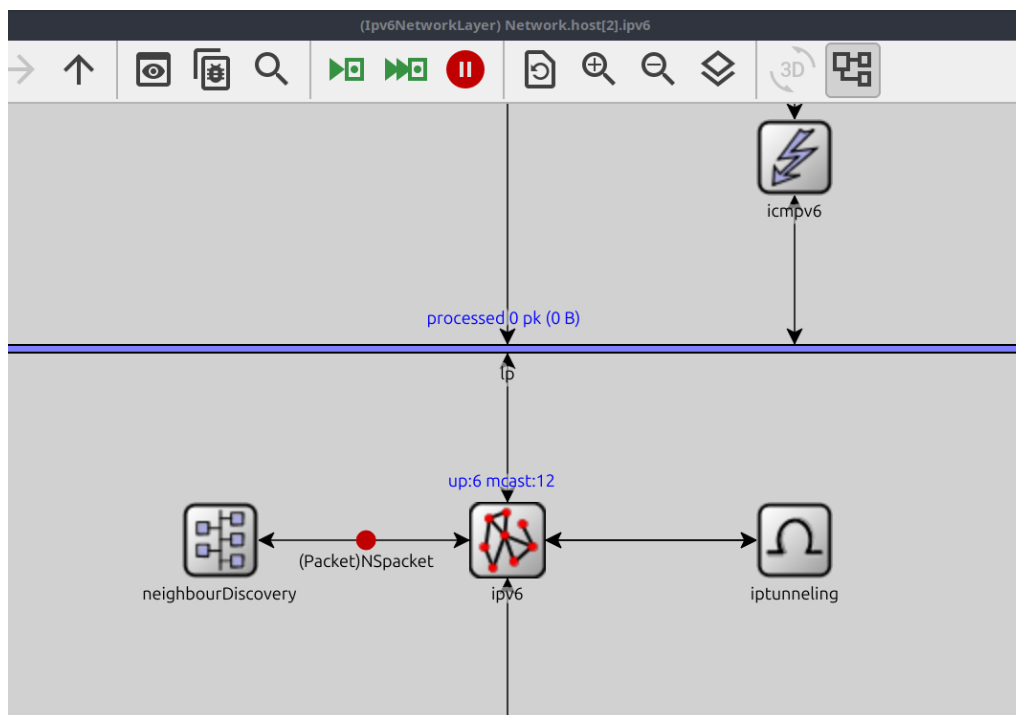 (Ipv6NetworkLayer) Network.host[2].ipv6
3D
icmpv6
processed 0 pk (0 B)
lp
up:6 mcast:12
(Packet)NSpacket
neighbourDiscovery
ipv6
iptunneling